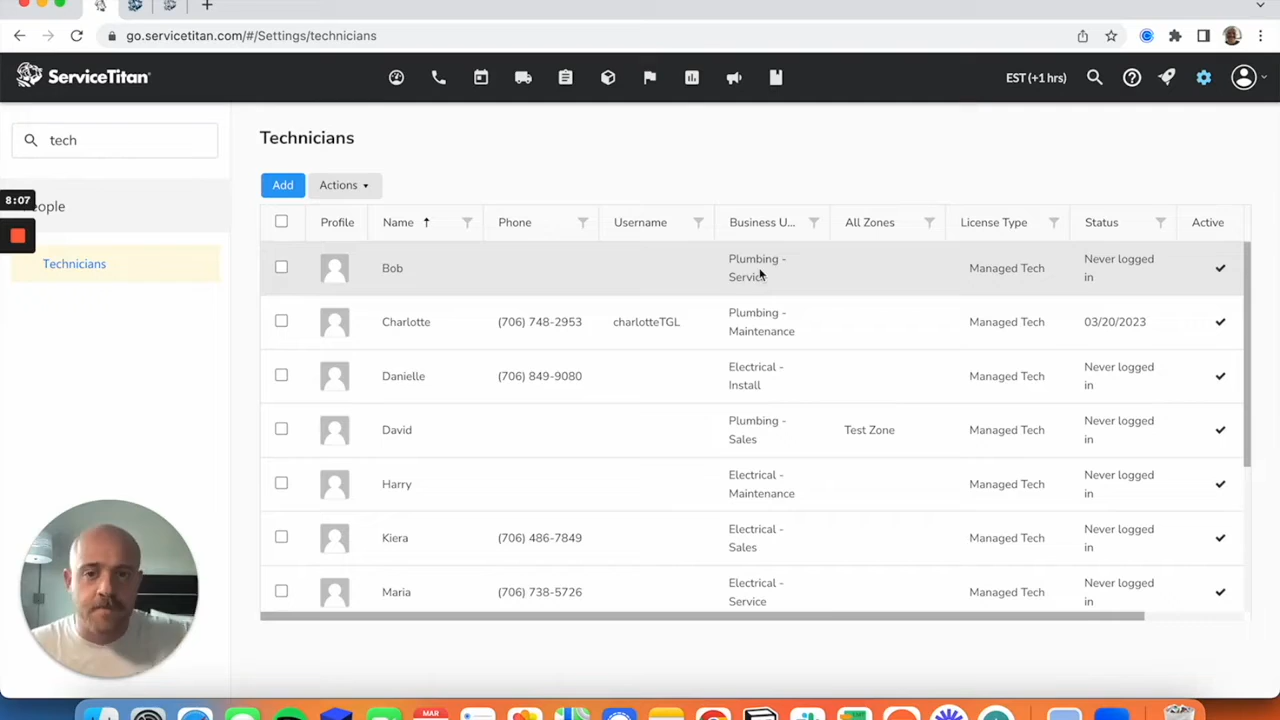 go.servicetitan.com/#/Settings/technicians
ServiceTitan
EST (+1 hrs)
tech
8:07
eople
Technicians
Technicians
Add
Actions
Profile Name Phone Username Business U... All Zones License Type Status Active
Bob Plumbing - Managed Tech Never logged
Service in
Charlotte (706) 748-2953 charlotteTGL Plumbing - Managed Tech 03/20/2023
Maintenance
Danielle (706) 849-9080 Electrical - Managed Tech Never logged
Install in
David Plumbing - Test Zone Managed Tech Never logged
Sales in
Harry Electrical - Managed Tech Never logged
Maintenance in
Kiera (706) 486-7849 Electrical - Managed Tech Never logged
Sales in
Maria (706) 738-5726 Electrical - Managed Tech Never logged
Service in
MAR